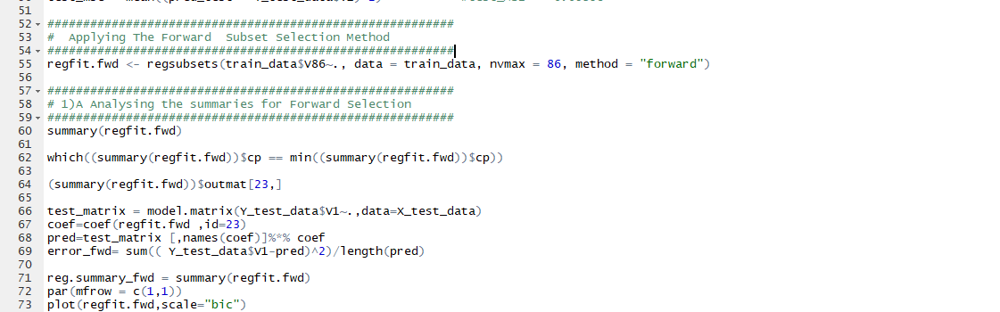 51
52 #########################################################
53 #  Applying The Forward  Subset Selection Method
54 #########################################################
55 regfit.fwd <- regsubsets(train_data$V86~., data = train_data, nvmax = 86, method = "forward")
56
57 #########################################################
58 # 1)A Analysing the summaries for Forward Selection
59 #########################################################
60 summary(regfit.fwd)
61
62 which((summary(regfit.fwd))$cp == min((summary(regfit.fwd))$cp))
63
64 (summary(regfit.fwd))$outmat[23,]
65
66 test_matrix = model.matrix(Y_test_data$V1~.,data=X_test_data)
67 coef=coef(regfit.fwd ,id=23)
68 pred=test_matrix [,names(coef)]%*% coef
69 error_fwd= sum(( Y_test_data$V1-pred)^2)/length(pred)
70
71 reg.summary_fwd = summary(regfit.fwd)
72 par(mfrow = c(1,1))
73 plot(regfit.fwd,scale="bic")